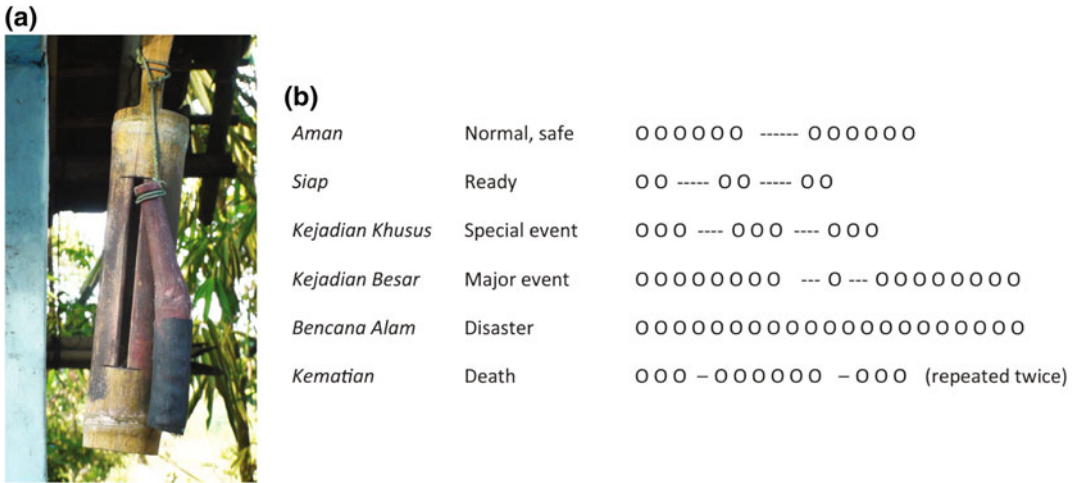 (a)
(b)
Aman Normal, safe O O O O O O ------ O O O O O O
Siap Ready O O ----- O O ----- O O
Kejadian Khusus Special event O O O ---- O O O ---- O O O
Kejadian Besar Major event O O O O O O O O --- O --- O O O O O O O O
Bencana Alam Disaster O O O O O O O O O O O O O O O O O O O O O
Kematian Death O O O – O O O O O O – O O O (repeated twice)